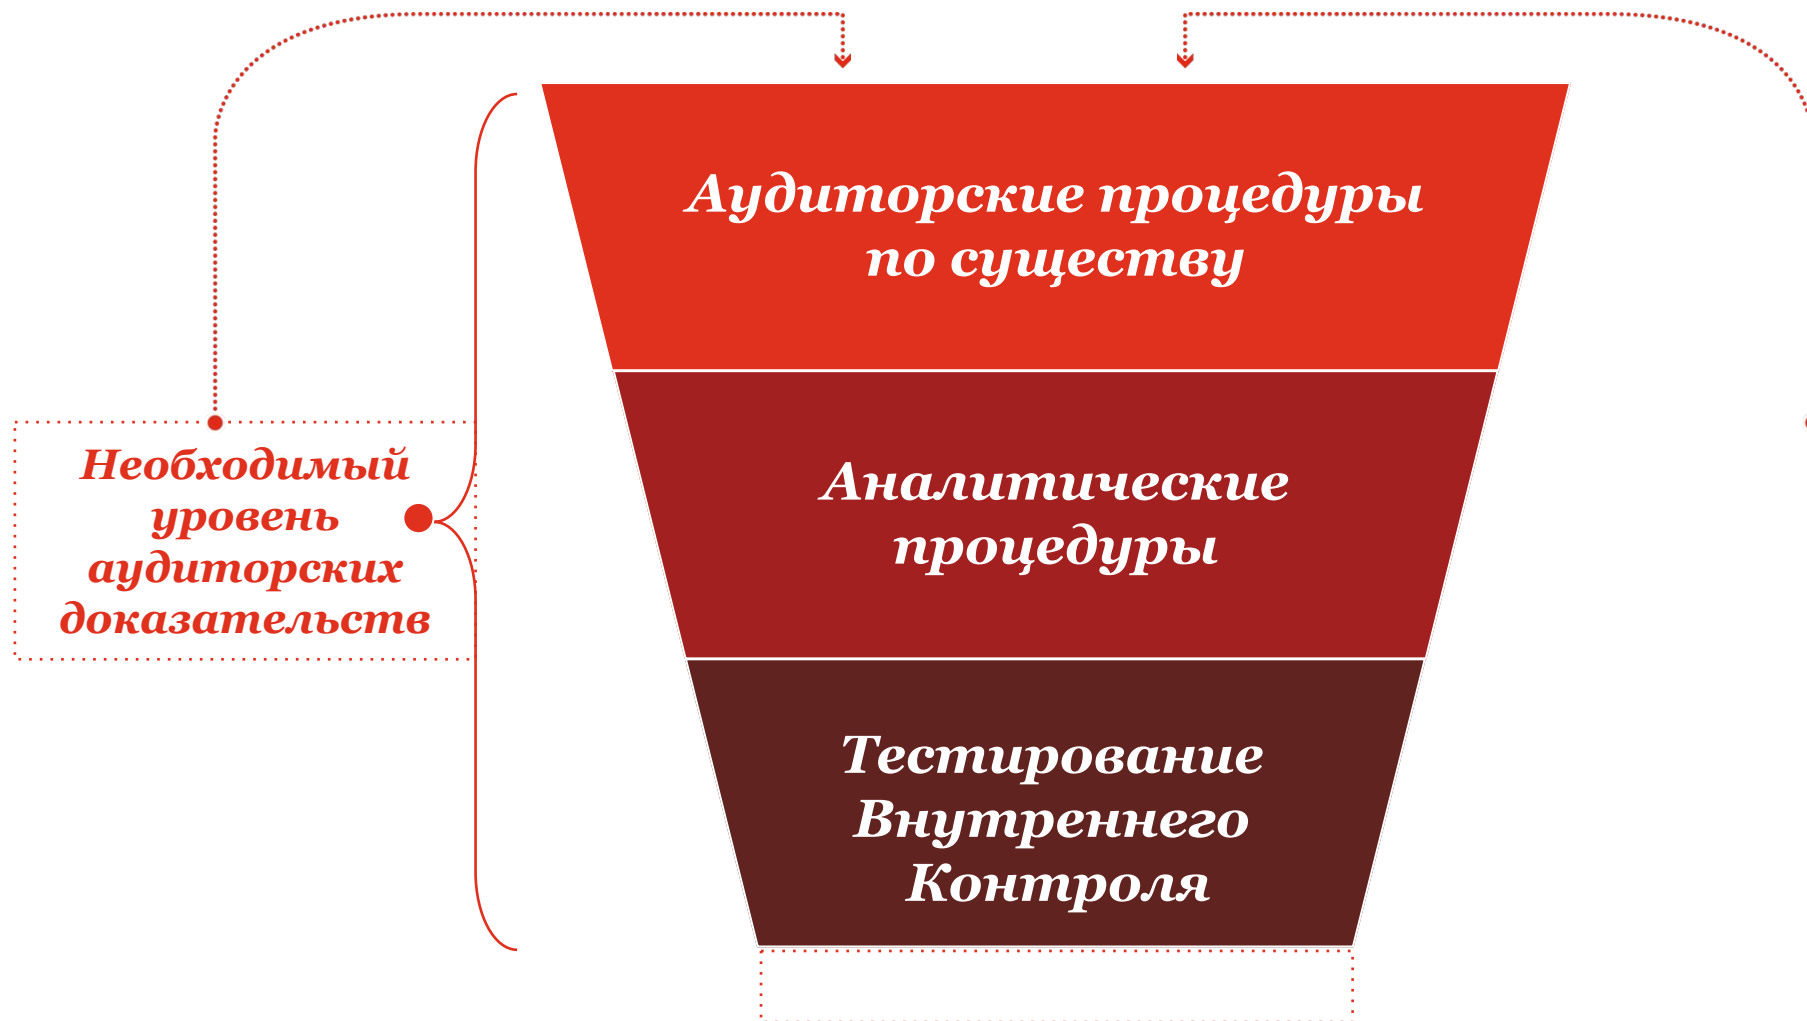 Аудиторские процедуры
по существу
Необходимый
уровень
аудиторских
доказательств
Аналитические
процедуры
Тестирование
Внутреннего
Контроля